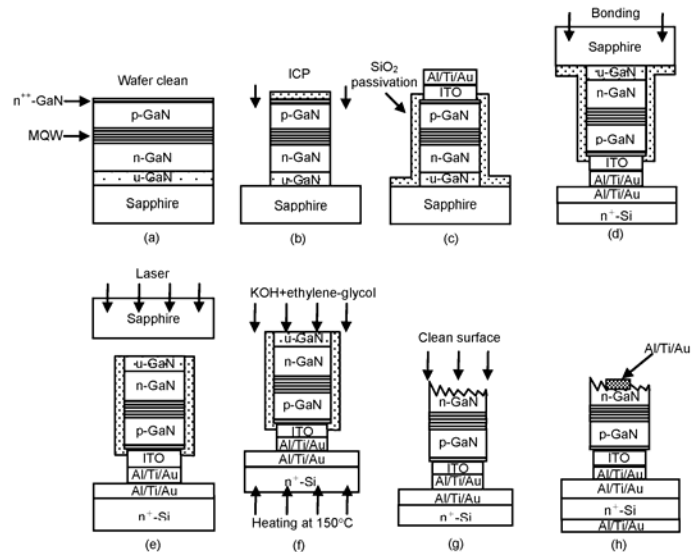 Wafer clean
n++-GaN
p-GaN
MQW
n-GaN
u-GaN
Sapphire
(a)
ICP
p-GaN
n-GaN
u-GaN
Sapphire
(b)
SiO2
passivation
Al/Ti/Au
ITO
p-GaN
n-GaN
u-GaN
Sapphire
(c)
Bonding
Sapphire
u-GaN
n-GaN
p-GaN
ITO
Al/Ti/Au
Al/Ti/Au
n+-Si
(d)
Laser
Sapphire
u-GaN
n-GaN
p-GaN
ITO
Al/Ti/Au
Al/Ti/Au
n+-Si
(e)
KOH+ethylene-glycol
u-GaN
n-GaN
p-GaN
ITO
Al/Ti/Au
Al/Ti/Au
n+-Si
Heating at 150°C
(f)
Clean surface
n-GaN
p-GaN
ITO
Al/Ti/Au
Al/Ti/Au
n+-Si
(g)
Al/Ti/Au
n-GaN
p-GaN
ITO
Al/Ti/Au
Al/Ti/Au
n+-Si
Al/Ti/Au
(h)